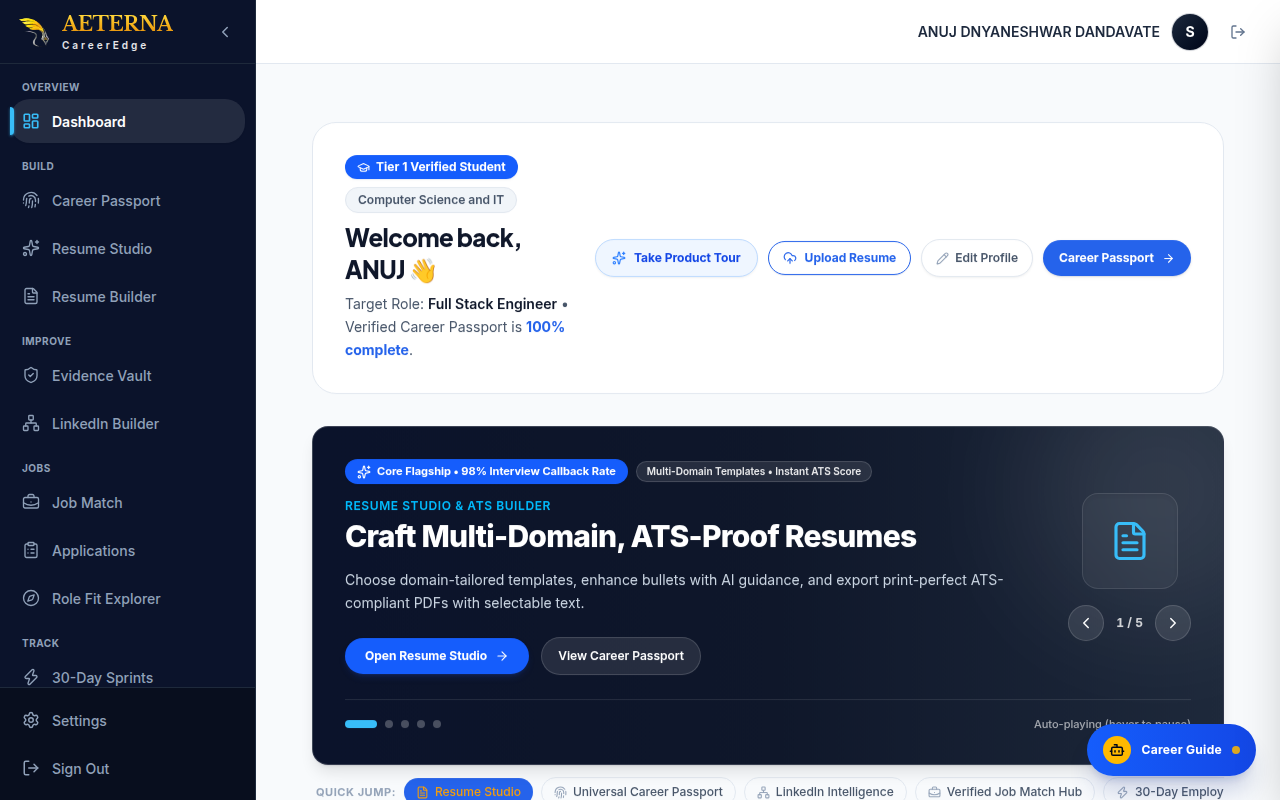 AETERNA
CareerEdge
ANUJ DNYANESHWAR DANDAVATE
S
OVERVIEW
Dashboard
BUILD
Career Passport
Resume Studio
Resume Builder
IMPROVE
Evidence Vault
LinkedIn Builder
JOBS
Job Match
Applications
Role Fit Explorer
TRACK
30-Day Sprints
Settings
Sign Out
Tier 1 Verified Student
Computer Science and IT
Welcome back,
ANUJ 👋
Target Role: Full Stack Engineer •
Verified Career Passport is 100%
complete.
Take Product Tour
Upload Resume
Edit Profile
Career Passport
Core Flagship • 98% Interview Callback Rate
Multi-Domain Templates • Instant ATS Score
RESUME STUDIO & ATS BUILDER
Craft Multi-Domain, ATS-Proof Resumes
Choose domain-tailored templates, enhance bullets with AI guidance, and export print-perfect ATS-
compliant PDFs with selectable text.
Open Resume Studio
View Career Passport
1 / 5
Auto-playing (hover to pause)
Career Guide
QUICK JUMP:
Resume Studio
Universal Career Passport
LinkedIn Intelligence
Verified Job Match Hub
30-Day Employ